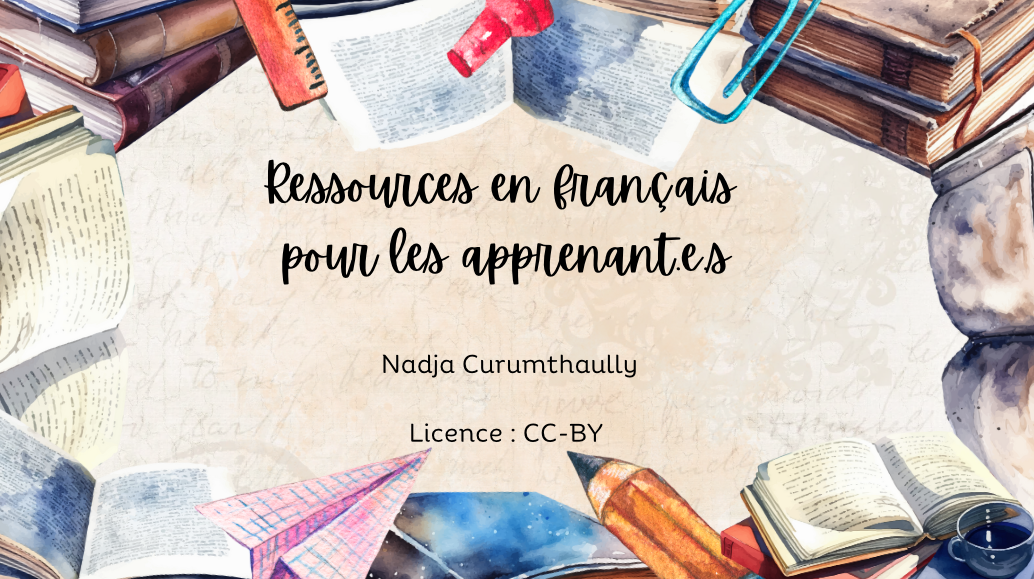 Ressources en français
pour les apprenant.e.s
Nadja Curumthaully
Licence : CC-BY